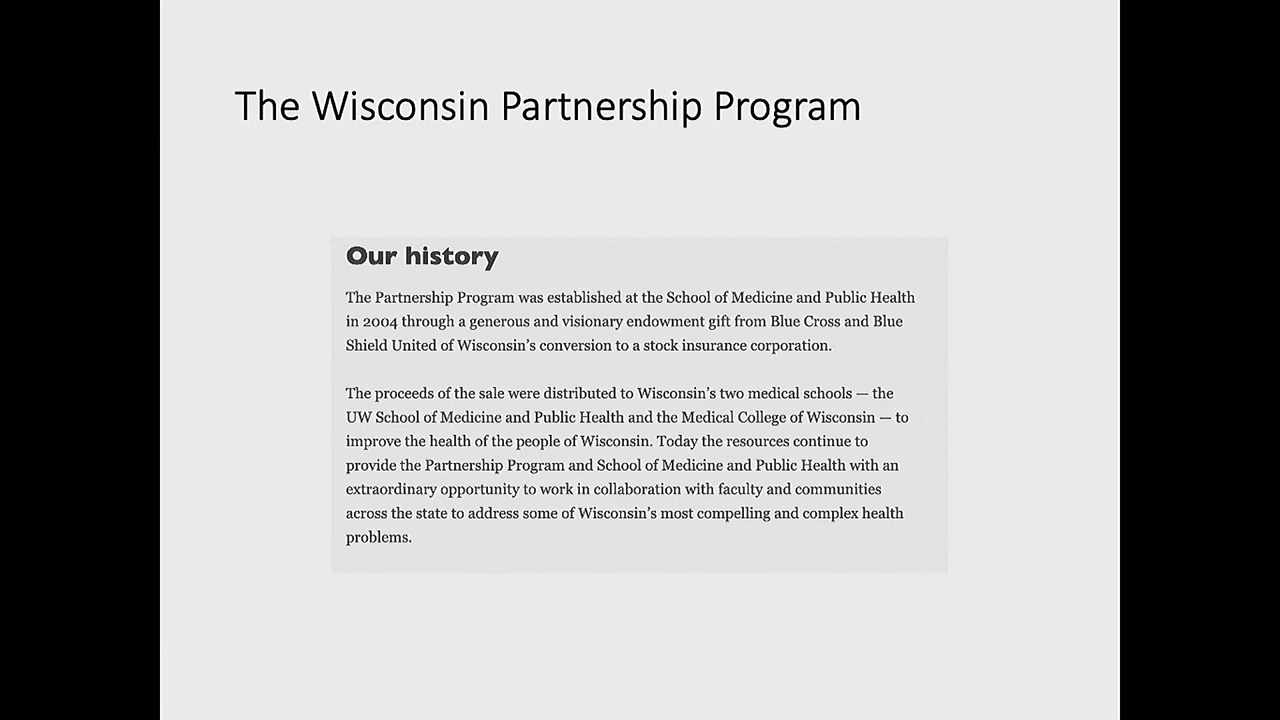 The Wisconsin Partnership Program
Our history
The Partnership Program was established at the School of Medicine and Public Health
in 2004 through a generous and visionary endowment gift from Blue Cross and Blue
Shield United of Wisconsin’s conversion to a stock insurance corporation.
The proceeds of the sale were distributed to Wisconsin’s two medical schools — the
UW School of Medicine and Public Health and the Medical College of Wisconsin — to
improve the health of the people of Wisconsin. Today the resources continue to
provide the Partnership Program and School of Medicine and Public Health with an
extraordinary opportunity to work in collaboration with faculty and communities
across the state to address some of Wisconsin’s most compelling and complex health
problems.